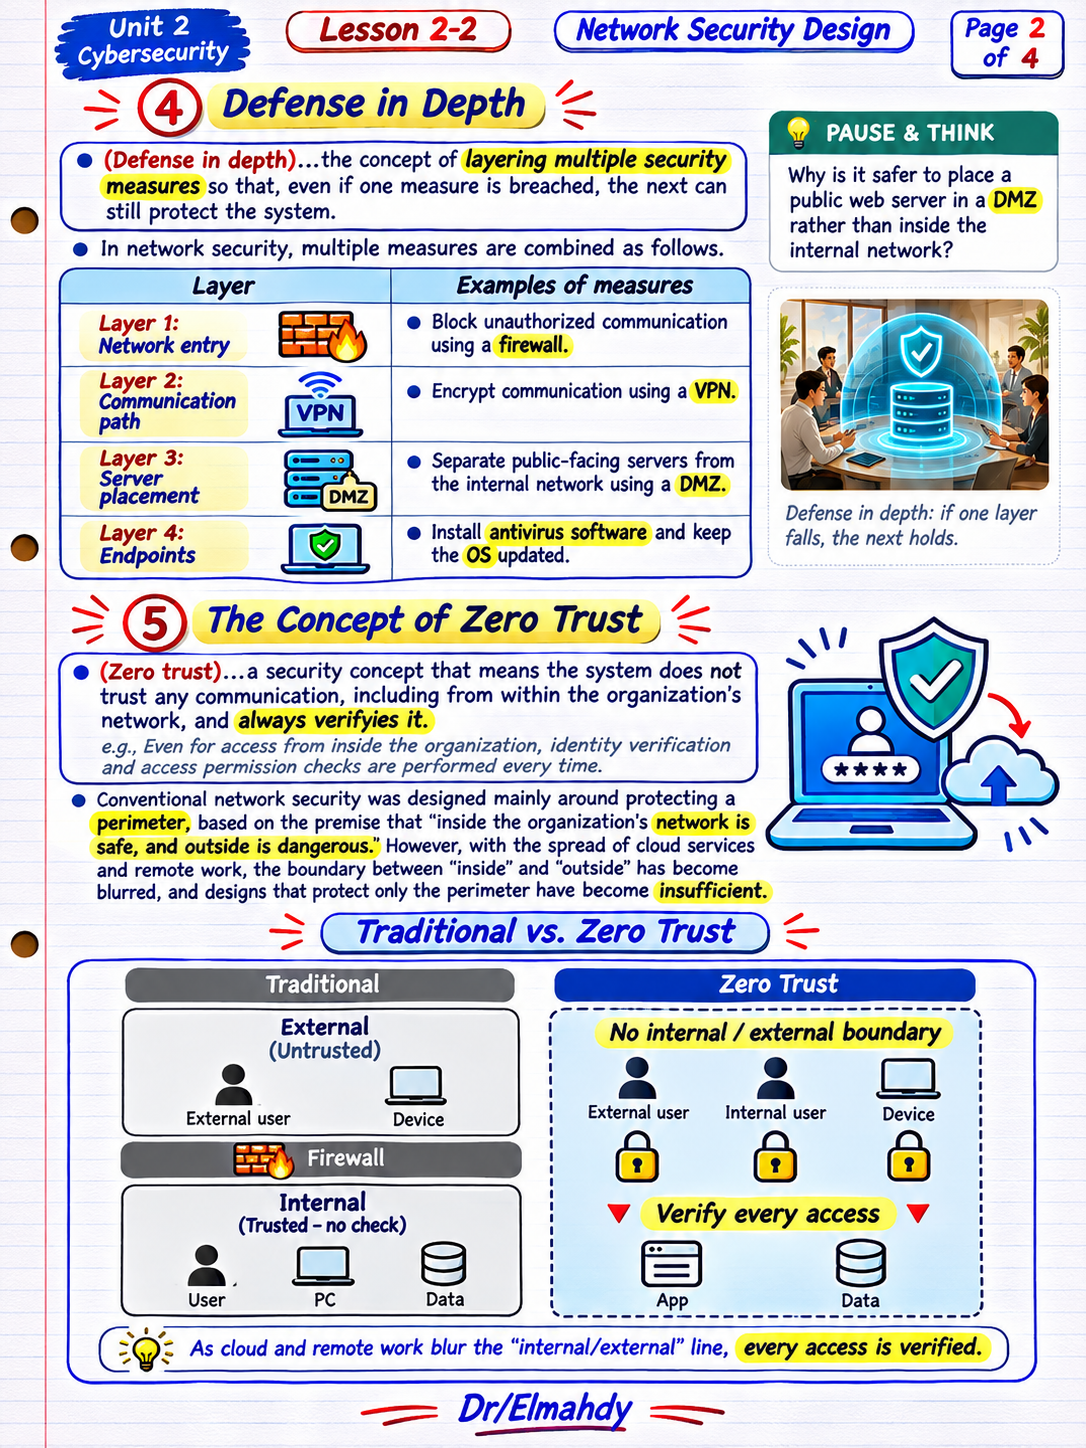 Unit 2
Cybersecurity
Lesson 2-2
Network Security Design
Page 2
of 4
4 Defense in Depth
(Defense in depth)...the concept of layering multiple security
measures so that, even if one measure is breached, the next can
still protect the system.
In network security, multiple measures are combined as follows.
Layer
Examples of measures
Layer 1:
Network entry
Block unauthorized communication
using a firewall.
Layer 2:
Communication
path
VPN
Encrypt communication using a VPN.
Layer 3:
Server
placement
DMZ
Separate public-facing servers from
the internal network using a DMZ.
Layer 4:
Endpoints
Install antivirus software and keep
the OS updated.
PAUSE & THINK
Why is it safer to place a
public web server in a DMZ
rather than inside the
internal network?
Defense in depth: if one layer
falls, the next holds.
5 The Concept of Zero Trust
(Zero trust)...a security concept that means the system does not
trust any communication, including from within the organization's
network, and always verifyies it.
e.g., Even for access from inside the organization, identity verification
and access permission checks are performed every time.
Conventional network security was designed mainly around protecting a
perimeter, based on the premise that "inside the organization's network is
safe, and outside is dangerous." However, with the spread of cloud services
and remote work, the boundary between "inside" and "outside" has become
blurred, and designs that protect only the perimeter have become insufficient.
****
Traditional vs. Zero Trust
Traditional
External
(Untrusted)
External user
Device
Firewall
Internal
(Trusted - no check)
User
PC
Data
Zero Trust
No internal / external boundary
External user
Internal user
Device
Verify every access
App
Data
As cloud and remote work blur the "internal/external" line, every access is verified.
Dr/Elmahdy